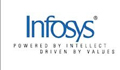 Infosys®
POWERED BY INTELLECT
DRIVEN BY VALUES